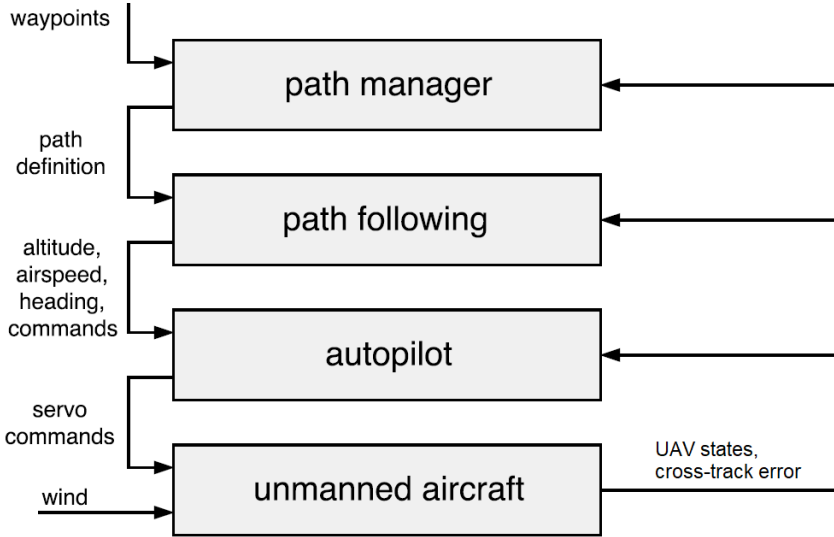 waypoints
path manager
path
definition
path following
altitude,
airspeed,
heading,
commands
autopilot
servo
commands
UAV states,
cross-track error
unmanned aircraft
wind